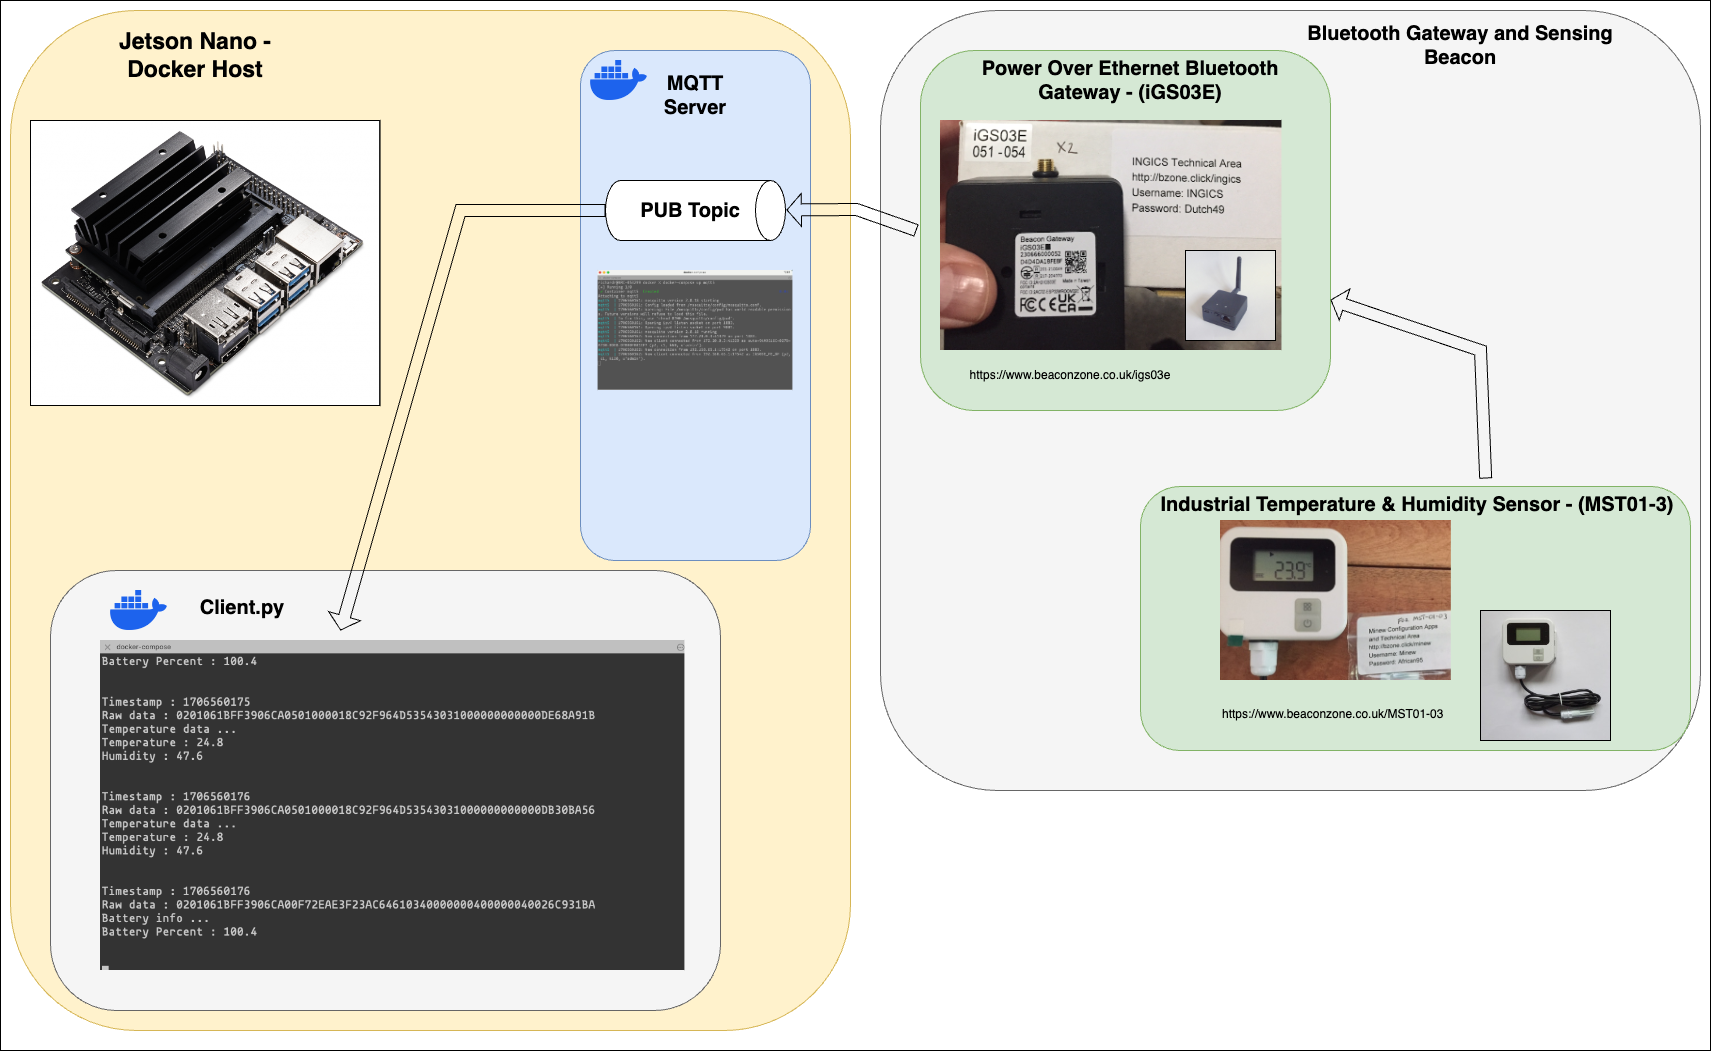 Jetson Nano -
Docker Host
MQTT
Server
PUB Topic
Client.py
docker-compose
Battery Percent : 100.4
Timestamp : 1706560175
Raw data : 0201061BFF3906CA0501000018C92F964D53543031000000000000DE68A91B
Temperature data ...
Temperature : 24.8
Humidity : 47.6
Timestamp : 1706560176
Raw data : 0201061BFF3906CA0501000018C92F964D53543031000000000000DB30BA56
Temperature data ...
Temperature : 24.8
Humidity : 47.6
Timestamp : 1706560176
Raw data : 0201061BFF3906CA00F72EAE3F23AC64610340000000400000040026C931BA
Battery info ...
Battery Percent : 100.4
Bluetooth Gateway and Sensing
Beacon
Power Over Ethernet Bluetooth
Gateway - (iGS03E)
iGS03E
051 - 054
X2
INGICS Technical Area
http://bzone.click/ingics
Username: INGICS
Password: Dutch49
Beacon Gateway
iGS03E
https://www.beaconzone.co.uk/igs03e
Industrial Temperature & Humidity Sensor - (MST01-3)
23.9°C
Minew Configuration Apps
and Technical Area
http://bzone.click/minew
Username: Minew
Password: African95
https://www.beaconzone.co.uk/MST01-03